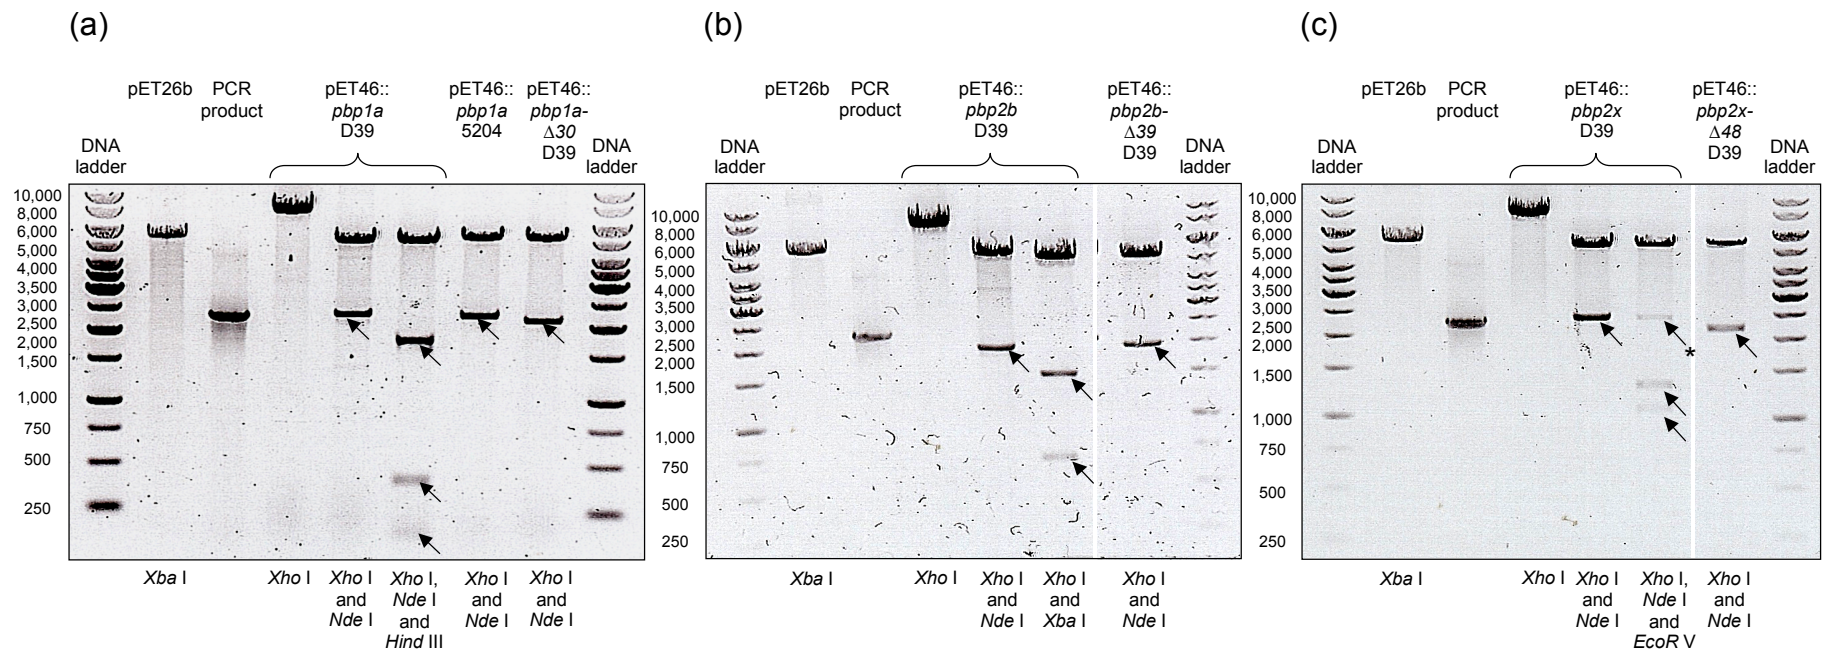 (a)
pET26b
PCR
product
pET46::
pbp1a
D39
pET46::
pbp1a
5204
pET46::
pbp1a-
Δ30
D39
DNA
ladder
DNA
ladder
10,000
8,000
6,000
5,000
4,000
3,500
3,000
2,500
2,000
1,500
1,000
750
500
250
Xba I
Xho I
Xho I
and
Nde I
Xho I,
Nde I
and
Hind III
Xho I
and
Nde I
Xho I
and
Nde I
(b)
pET26b
PCR
product
pET46::
pbp2b
D39
pET46::
pbp2b-
Δ39
D39
DNA
ladder
DNA
ladder
10,000
8,000
6,000
5,000
4,000
3,500
3,000
2,500
2,000
1,500
1,000
750
500
250
Xba I
Xho I
Xho I
and
Nde I
Xho I
and
Xba I
Xho I
and
Nde I
(c)
pET26b
PCR
product
pET46::
pbp2x
D39
pET46::
pbp2x-
Δ48
D39
DNA
ladder
DNA
ladder
10,000
8,000
6,000
5,000
4,000
3,500
3,000
2,500
2,000
1,500
1,000
750
500
250
*
Xba I
Xho I
Xho I
and
Nde I
Xho I,
Nde I
and
EcoR V
Xho I
and
Nde I